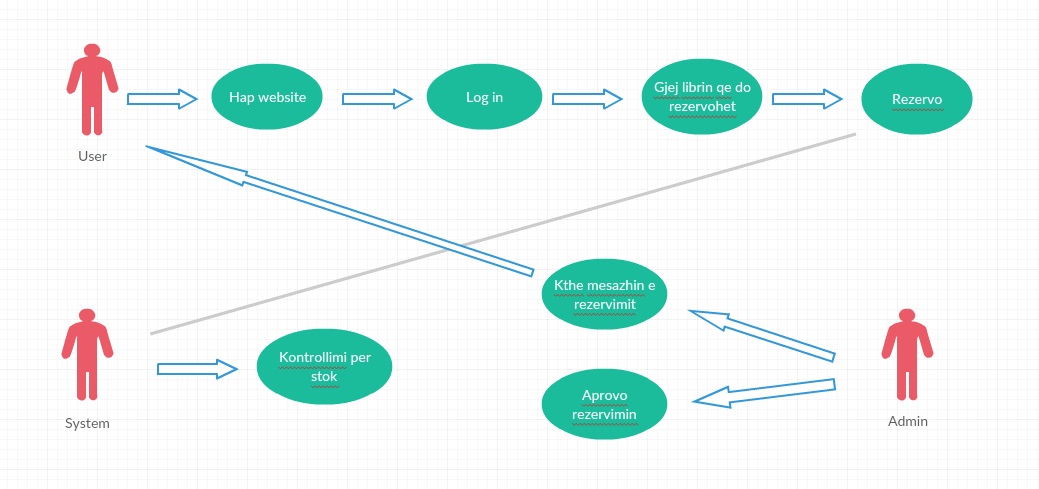 Hap website
Log in
Gjej librin qe do
rezervohet
Rezervo
User
Kthe mesazhin e
rezervimit
Kontrollimi per
stok
Aprovo
rezervimin
System
Admin